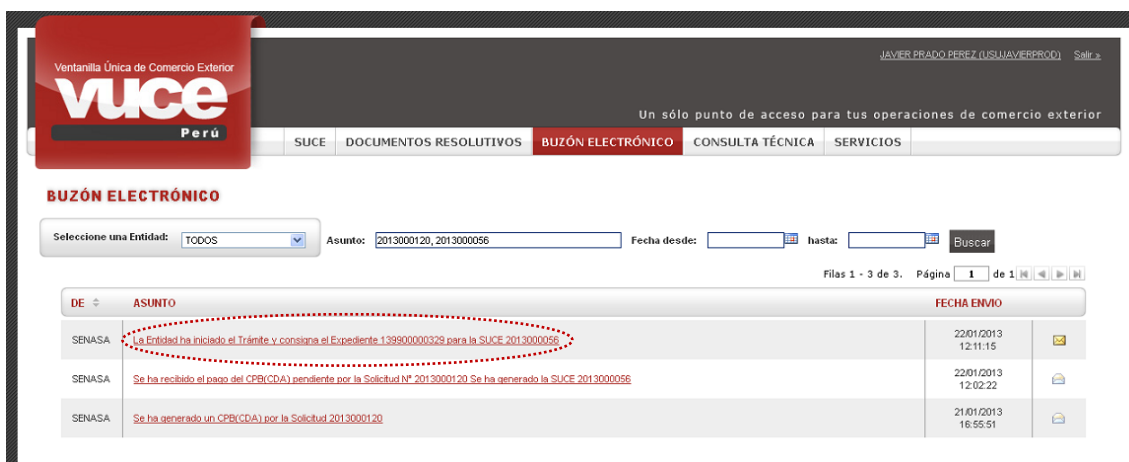 JAVIER PRADO PEREZ (USUJAVIERPROD) Salir »
Ventanilla Única de Comercio Exterior
vuce
Perú
Un sólo punto de acceso para tus operaciones de comercio exterior
SUCE DOCUMENTOS RESOLUTIVOS BUZÓN ELECTRÓNICO CONSULTA TÉCNICA SERVICIOS
BUZÓN ELECTRÓNICO
Seleccione una Entidad: TODOS Asunto: 2013000120, 2013000056 Fecha desde: hasta: Buscar
Filas 1 - 3 de 3. Página 1 de 1
DE ASUNTO FECHA ENVIO
SENASA La Entidad ha iniciado el Trámite y consigna el Expediente 139900000329 para la SUCE 2013000056 22/01/2013 12:11:15
SENASA Se ha recibido el pago del CPB(CDA) pendiente por la Solicitud N° 2013000120 Se ha generado la SUCE 2013000056 22/01/2013 12:02:22
SENASA Se ha generado un CPB(CDA) por la Solicitud 2013000120 21/01/2013 16:55:51